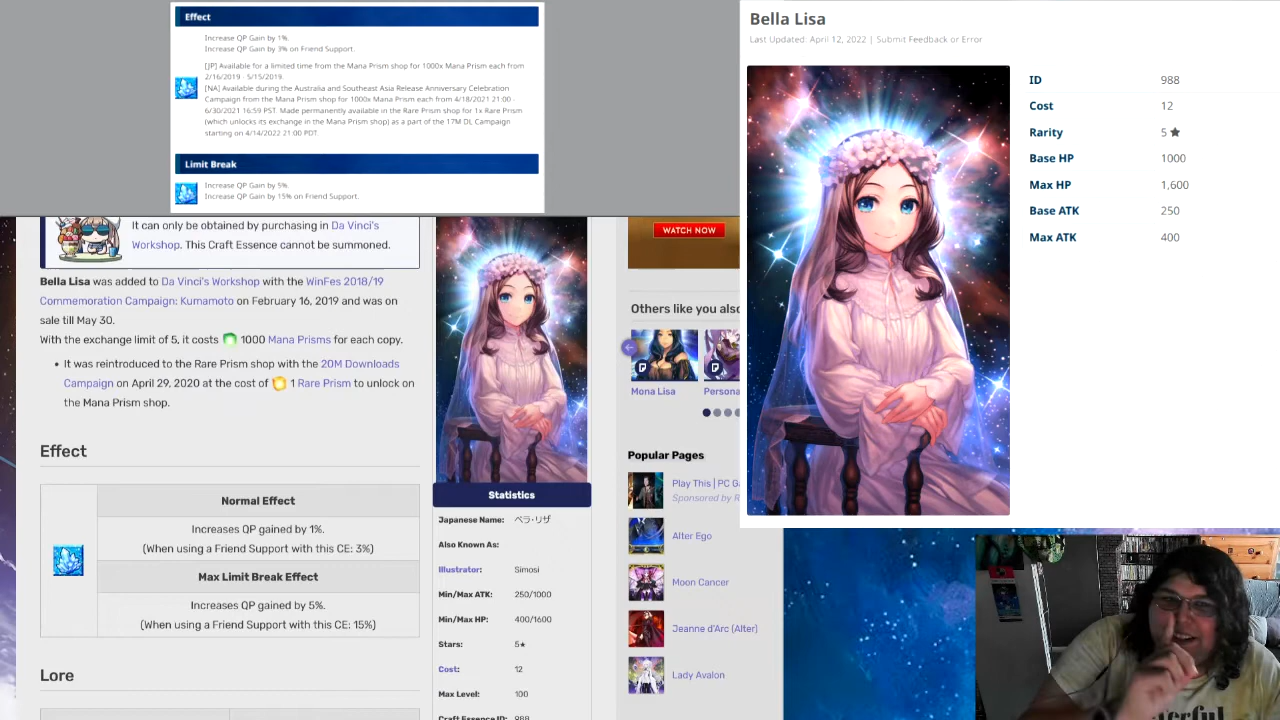 Effect
Increase QP Gain by 1%.
Increase QP Gain by 3% on Friend Support.
[JP] Available for a limited time from the Mana Prism shop for 1000x Mana Prism each from
2/16/2019 - 5/15/2019.
[NA] Available during the Australia and Southeast Asia Release Anniversary Celebration
Campaign from the Mana Prism shop for 1000x Mana Prism each from 4/18/2021 21:00 -
6/30/2021 16:59 PST. Made permanently available in the Rare Prism shop for 1x Rare Prism
(which unlocks its exchange in the Mana Prism shop) as a part of the 17M DL Campaign
starting on 4/14/2022 21:00 PDT.
Limit Break
Increase QP Gain by 5%.
Increase QP Gain by 15% on Friend Support.
Bella Lisa
Last Updated: April 12, 2022 | Submit Feedback or Error
ID 988
Cost 12
Rarity 5 ★
Base HP 1000
Max HP 1,600
Base ATK 250
Max ATK 400
It can only be obtained by purchasing in Da Vinci's
Workshop. This Craft Essence cannot be summoned.
Bella Lisa was added to Da Vinci's Workshop with the WinFes 2018/19
Commemoration Campaign: Kumamoto on February 16, 2019 and was on
sale till May 30.
With the exchange limit of 5, it costs 1000 Mana Prisms for each copy.
• It was reintroduced to the Rare Prism shop with the 20M Downloads
Campaign on April 29, 2020 at the cost of 1 Rare Prism to unlock on
the Mana Prism shop.
Effect
Normal Effect
Increases QP gained by 1%.
(When using a Friend Support with this CE: 3%)
Max Limit Break Effect
Increases QP gained by 5%.
(When using a Friend Support with this CE: 15%)
Lore
Statistics
Japanese Name: ベラ・リザ
Also Known As:
Illustrator: Simosi
Min/Max ATK: 250/1000
Min/Max HP: 400/1600
Stars: 5★
Cost: 12
Max Level: 100
Craft Essence ID: 988
WATCH NOW
Others like you also
Mona Lisa
Persona
Popular Pages
Play This | PC Ga
Sponsored by R
Alter Ego
Moon Cancer
Jeanne d'Arc (Alter)
Lady Avalon